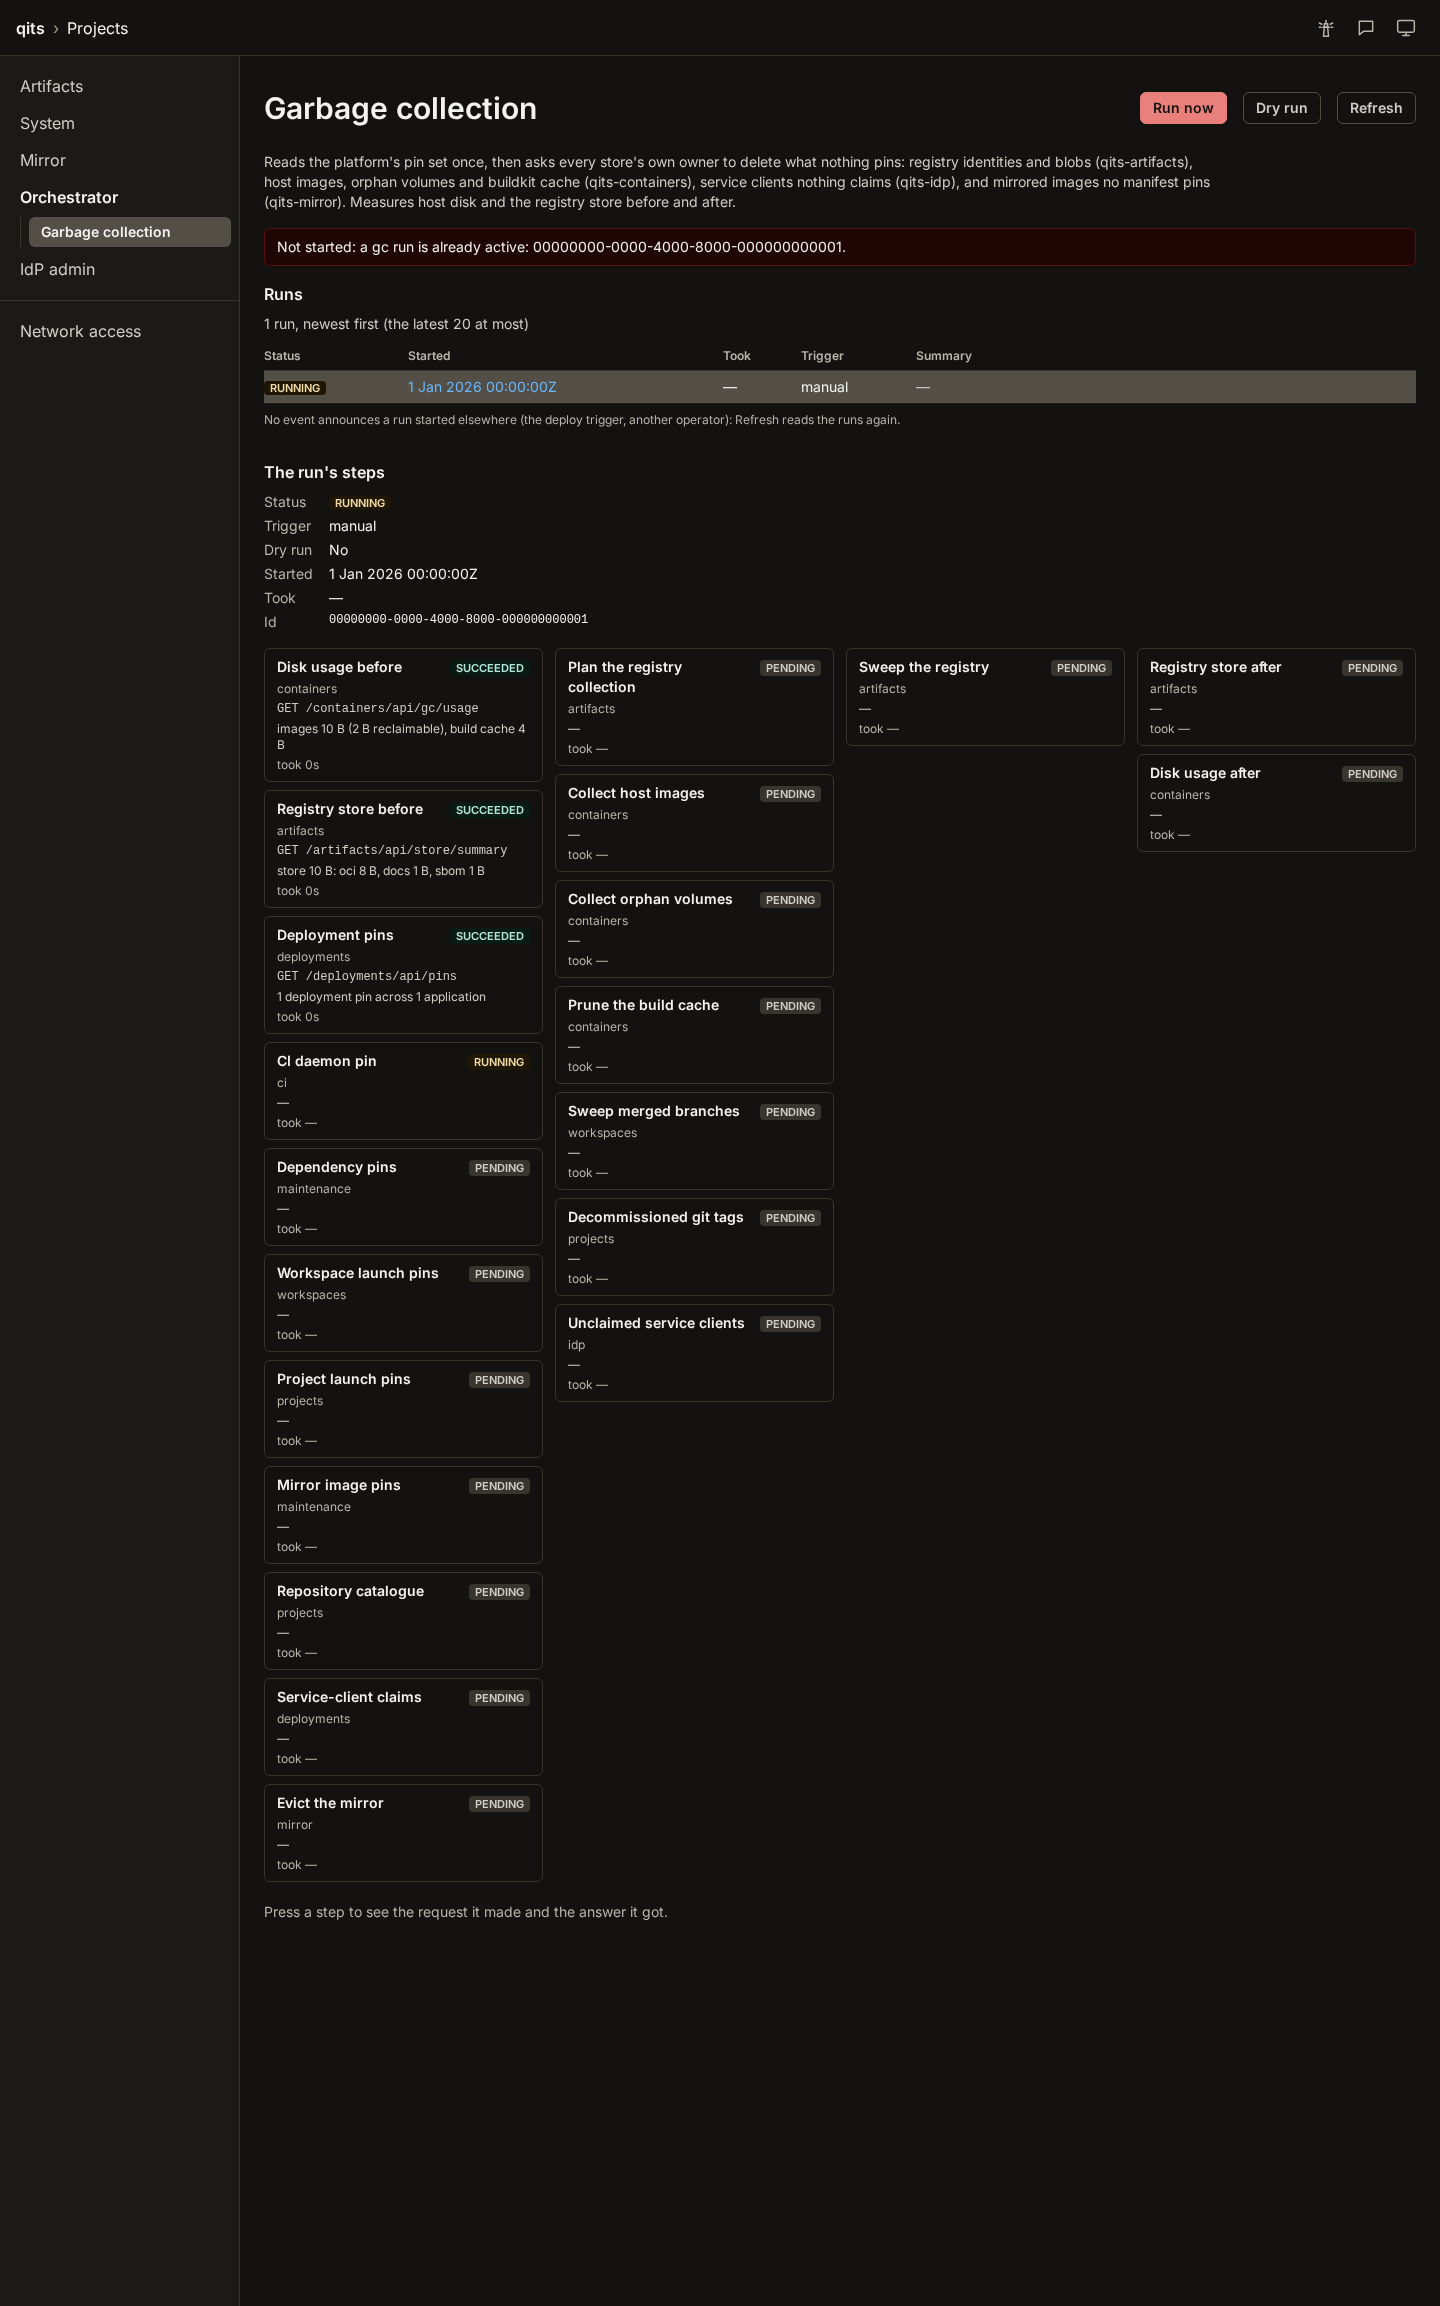 qits › Projects
Artifacts
System
Mirror
Orchestrator
Garbage collection
IdP admin
Network access
Garbage collection
Run now
Dry run
Refresh
Reads the platform's pin set once, then asks every store's own owner to delete what nothing pins: registry identities and blobs (qits-artifacts),
host images, orphan volumes and buildkit cache (qits-containers), service clients nothing claims (qits-idp), and mirrored images no manifest pins
(qits-mirror). Measures host disk and the registry store before and after.
Not started: a gc run is already active: 00000000-0000-4000-8000-000000000001.
Runs
1 run, newest first (the latest 20 at most)
Status Started Took Trigger Summary
RUNNING 1 Jan 2026 00:00:00Z — manual —
No event announces a run started elsewhere (the deploy trigger, another operator): Refresh reads the runs again.
The run's steps
Status RUNNING
Trigger manual
Dry run No
Started 1 Jan 2026 00:00:00Z
Took —
Id 00000000-0000-4000-8000-000000000001
Disk usage before SUCCEEDED
containers
GET /containers/api/gc/usage
images 10 B (2 B reclaimable), build cache 4
B
took 0s
Registry store before SUCCEEDED
artifacts
GET /artifacts/api/store/summary
store 10 B: oci 8 B, docs 1 B, sbom 1 B
took 0s
Deployment pins SUCCEEDED
deployments
GET /deployments/api/pins
1 deployment pin across 1 application
took 0s
CI daemon pin RUNNING
ci
—
took —
Dependency pins PENDING
maintenance
—
took —
Workspace launch pins PENDING
workspaces
—
took —
Project launch pins PENDING
projects
—
took —
Mirror image pins PENDING
maintenance
—
took —
Repository catalogue PENDING
projects
—
took —
Service-client claims PENDING
deployments
—
took —
Evict the mirror PENDING
mirror
—
took —
Plan the registry PENDING
collection
artifacts
—
took —
Collect host images PENDING
containers
—
took —
Collect orphan volumes PENDING
containers
—
took —
Prune the build cache PENDING
containers
—
took —
Sweep merged branches PENDING
workspaces
—
took —
Decommissioned git tags PENDING
projects
—
took —
Unclaimed service clients PENDING
idp
—
took —
Sweep the registry PENDING
artifacts
—
took —
Registry store after PENDING
artifacts
—
took —
Disk usage after PENDING
containers
—
took —
Press a step to see the request it made and the answer it got.